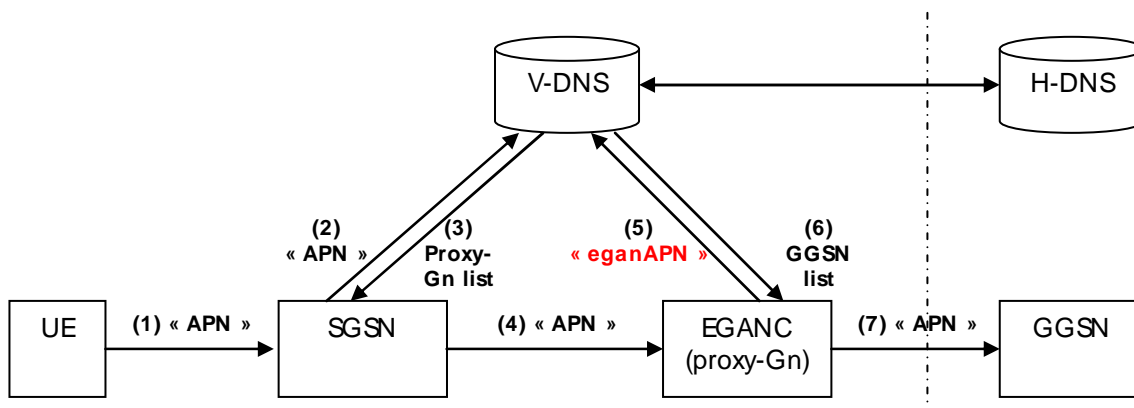 V-DNS
H-DNS
(2)
« APN »
(3)
Proxy-
Gn list
(5)
« eganAPN »
(6)
GGSN
list
UE
(1) « APN »
SGSN
(4) « APN »
EGANC
(proxy-Gn)
(7) « APN »
GGSN